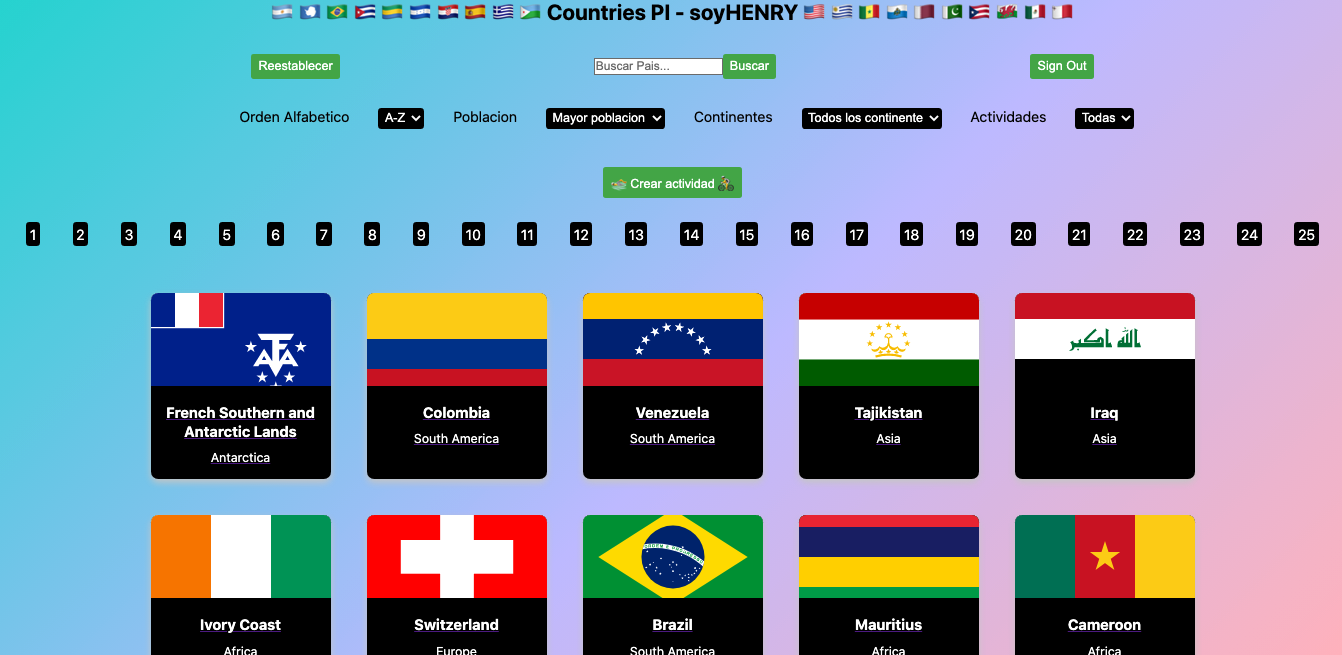 Countries PI - soyHENRY
Reestablecer
Buscar Pais...
Buscar
Sign Out
Orden Alfabetico
A-Z
Poblacion
Mayor poblacion
Continentes
Todos los continente
Actividades
Todas
Crear actividad
1 2 3 4 5 6 7 8 9 10 11 12 13 14 15 16 17 18 19 20 21 22 23 24 25
French Southern and
Antarctic Lands
Antarctica
Colombia
South America
Venezuela
South America
Tajikistan
Asia
الله اكبر
Iraq
Asia
Ivory Coast
Africa
Switzerland
Europe
Brazil
South America
Mauritius
Africa
Cameroon
Africa